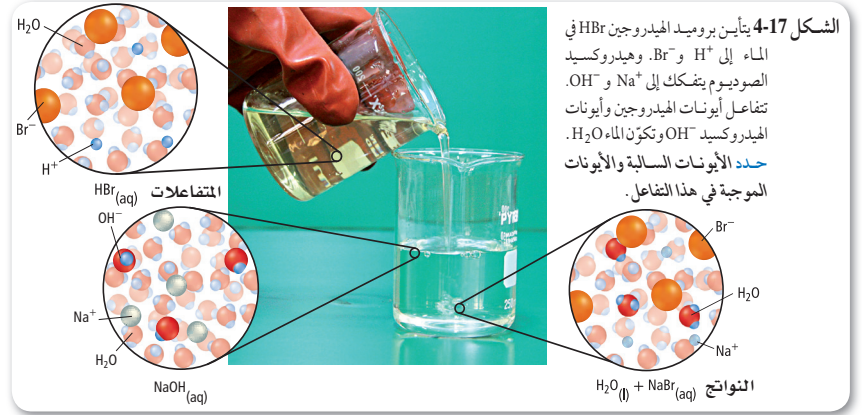 الشكل 17-4 يتأين بروميد الهيدروجين HBr في
الماء إلى H⁺ و Br⁻. وهيدروكسيد
الصوديوم يتفكك إلى Na⁺ و OH⁻.
تتفاعل أيونات الهيدروجين وأيونات
الهيدروكسيد OH⁻ وتكوّن الماء H₂O.
حدد الأيونات السالبة والأيونات
الموجبة في هذا التفاعل.
H₂O
Br⁻
H⁺
HBr(aq)
المتفاعلات
OH⁻
Na⁺
H₂O
NaOH(aq)
PYREX
250
Br⁻
H₂O
Na⁺
النواتج
H₂O(l) + NaBr(aq)